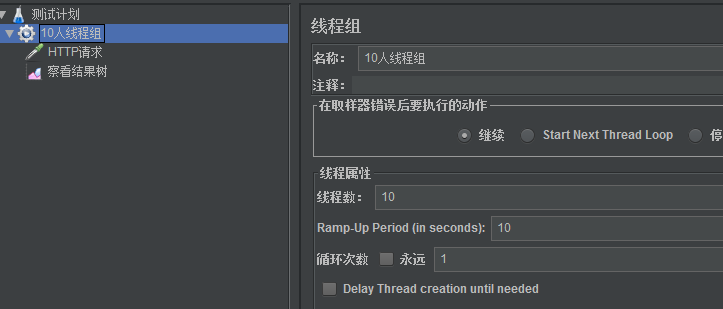 测试计划
10人线程组
HTTP请求
察看结果树
线程组
名称： 10人线程组
注释：
在取样器错误后要执行的动作
继续 Start Next Thread Loop 停
线程属性
线程数： 10
Ramp-Up Period (in seconds): 10
循环次数 永远 1
Delay Thread creation until needed